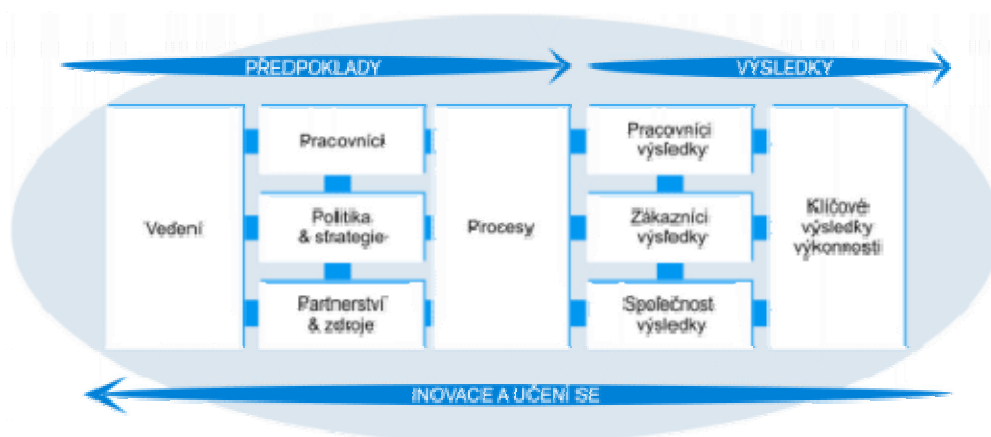 PŘEDPOKLADY
VÝSLEDKY
Vedení
Pracovníci
Politika
& strategie
Partnerství
& zdroje
Procesy
Pracovníci
výsledky
Zákazníci
výsledky
Společnost
výsledky
Klíčové
výsledky
výkonnosti
INOVACE A UČENÍ SE